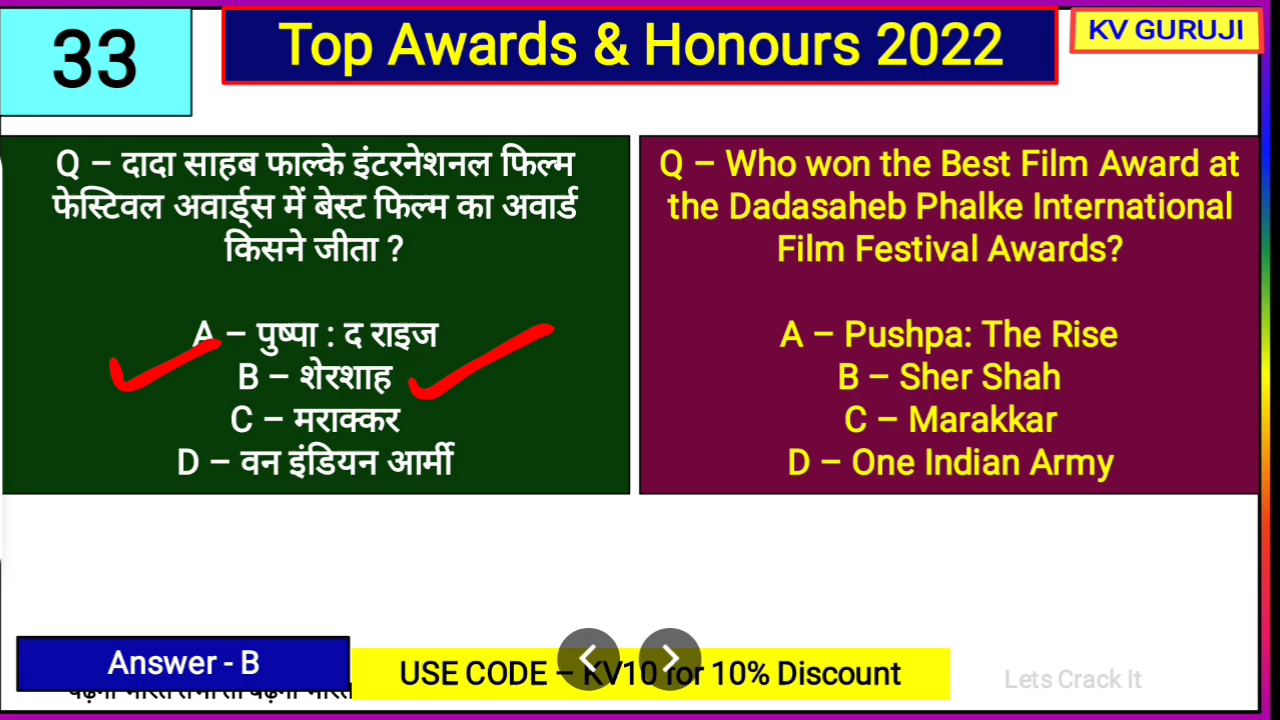 33
Top Awards & Honours 2022
KV GURUJI
Q – दादा साहब फाल्के इंटरनेशनल फिल्म
फेस्टिवल अवार्ड्स में बेस्ट फिल्म का अवार्ड
किसने जीता ?
A – पुष्पा : द राइज
B – शेरशाह
C – मराक्कर
D – वन इंडियन आर्मी
Q – Who won the Best Film Award at
the Dadasaheb Phalke International
Film Festival Awards?
A – Pushpa: The Rise
B – Sher Shah
C – Marakkar
D – One Indian Army
Answer - B
USE CODE – KV10 for 10% Discount
Lets Crack It